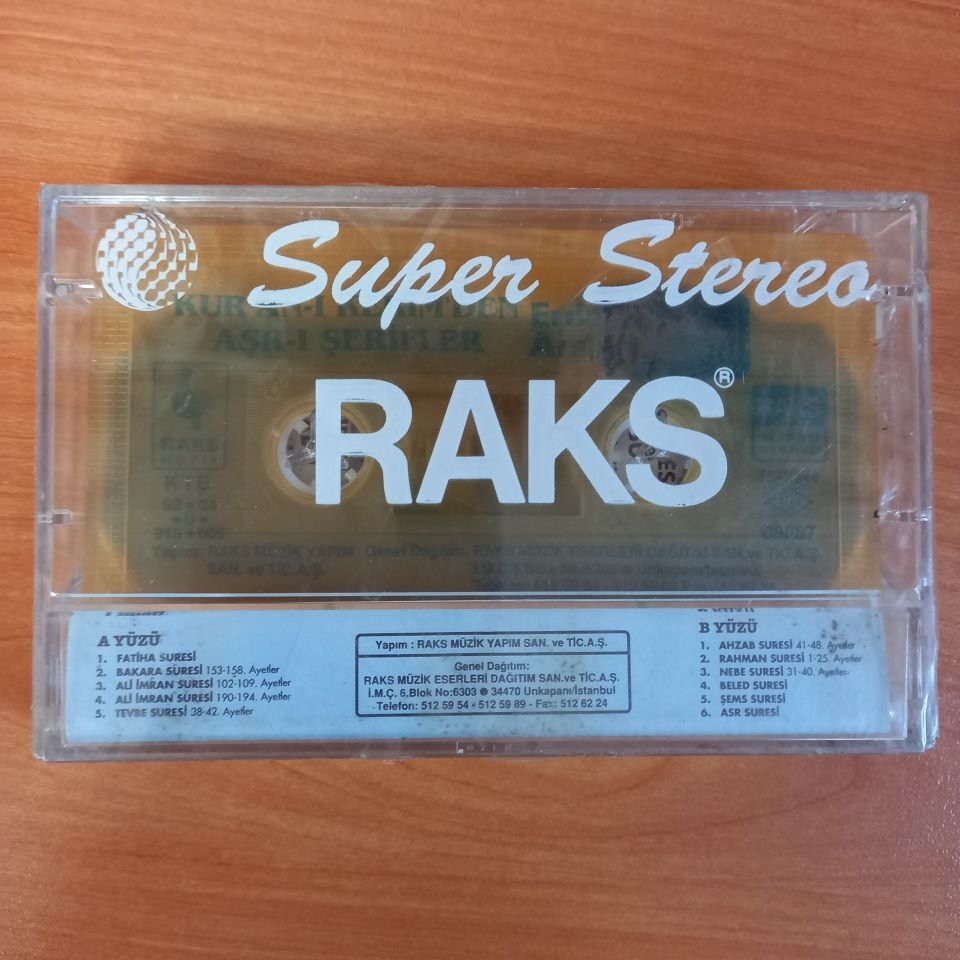 Super Stereo
KUR'AN-I KERİM'DEN
AŞR-I ŞERİFLER
RAKS®
RAKS
K T B
Yapım: RAKS MÜZİK YAPIM
SAN. ve TİC.A.Ş.
Genel Dağıtım: RAKS MÜZİK ESERLERİ DAĞITIM SAN.ve TİC.A.Ş.
İ.M.Ç. 6.Blok No:6303 Unkapanı/İstanbul
A YÜZÜ
1. FATİHA SURESİ
2. BAKARA SÜRESİ 153-158. Ayetler
3. ALİ İMRAN SURESİ 102-109. Ayetler
4. ALİ İMRAN SURESİ 190-194. Ayetler
5. TEVBE SURESİ 38-42. Ayetler
Yapım : RAKS MÜZİK YAPIM SAN. ve TİC.A.Ş.
Genel Dağıtım:
RAKS MÜZİK ESERLERİ DAĞITIM SAN.ve TİC.A.Ş.
İ.M.Ç. 6,Blok No:6303 ● 34470 Unkapanı/İstanbul
Telefon: 512 59 54 - 512 59 89 - Fax: 512 62 24
B YÜZÜ
1. AHZAB SURESİ 41-48. Ayetler
2. RAHMAN SURESİ 1-25. Ayetler
3. NEBE SURESİ 31-40. Ayetler
4. BELED SURESİ
5. ŞEMS SURESİ
6. ASR SURESİ